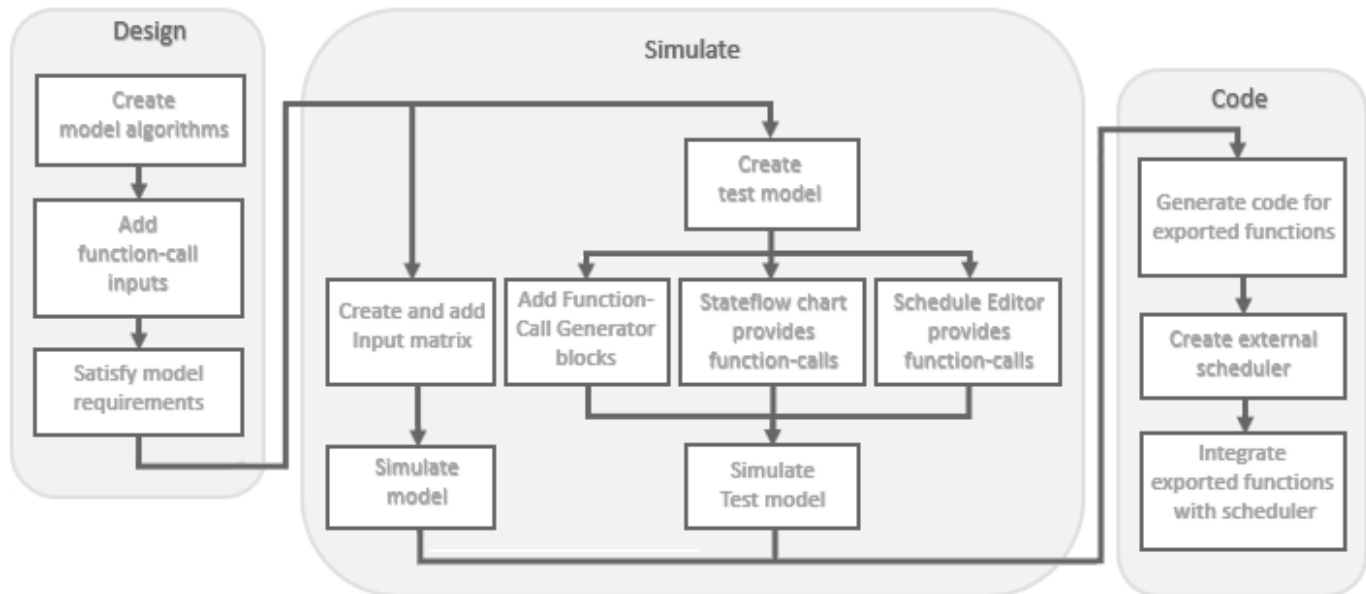 Design
Create
model algorithms
Add
function-call
inputs
Satisfy model
requirements
Simulate
Create
test model
Create and add
Input matrix
Add Function-
Call Generator
blocks
Stateflow chart
provides
function-calls
Schedule Editor
provides
function-calls
Simulate
model
Simulate
Test model
Code
Generate code for
exported functions
Create external
scheduler
Integrate
exported functions
with scheduler